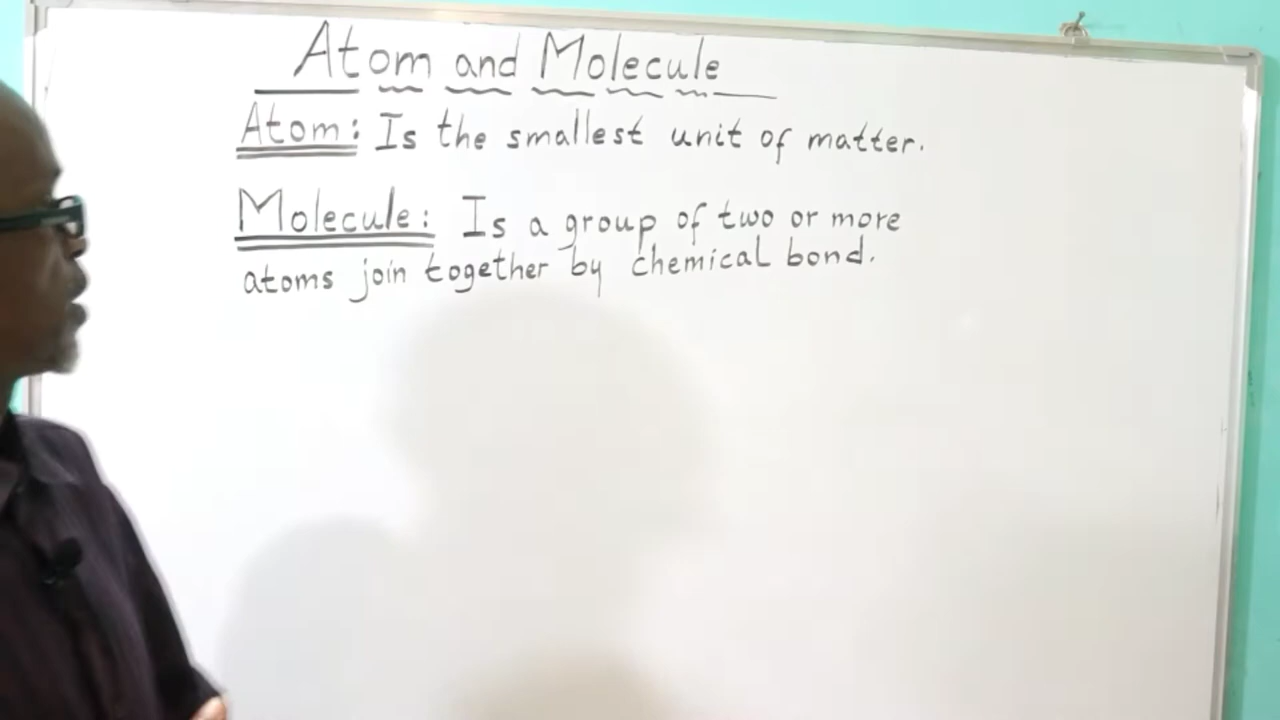 Atom and Molecule
Atom: Is the smallest unit of matter.
Molecule: Is a group of two or more
atoms join together by chemical bond.